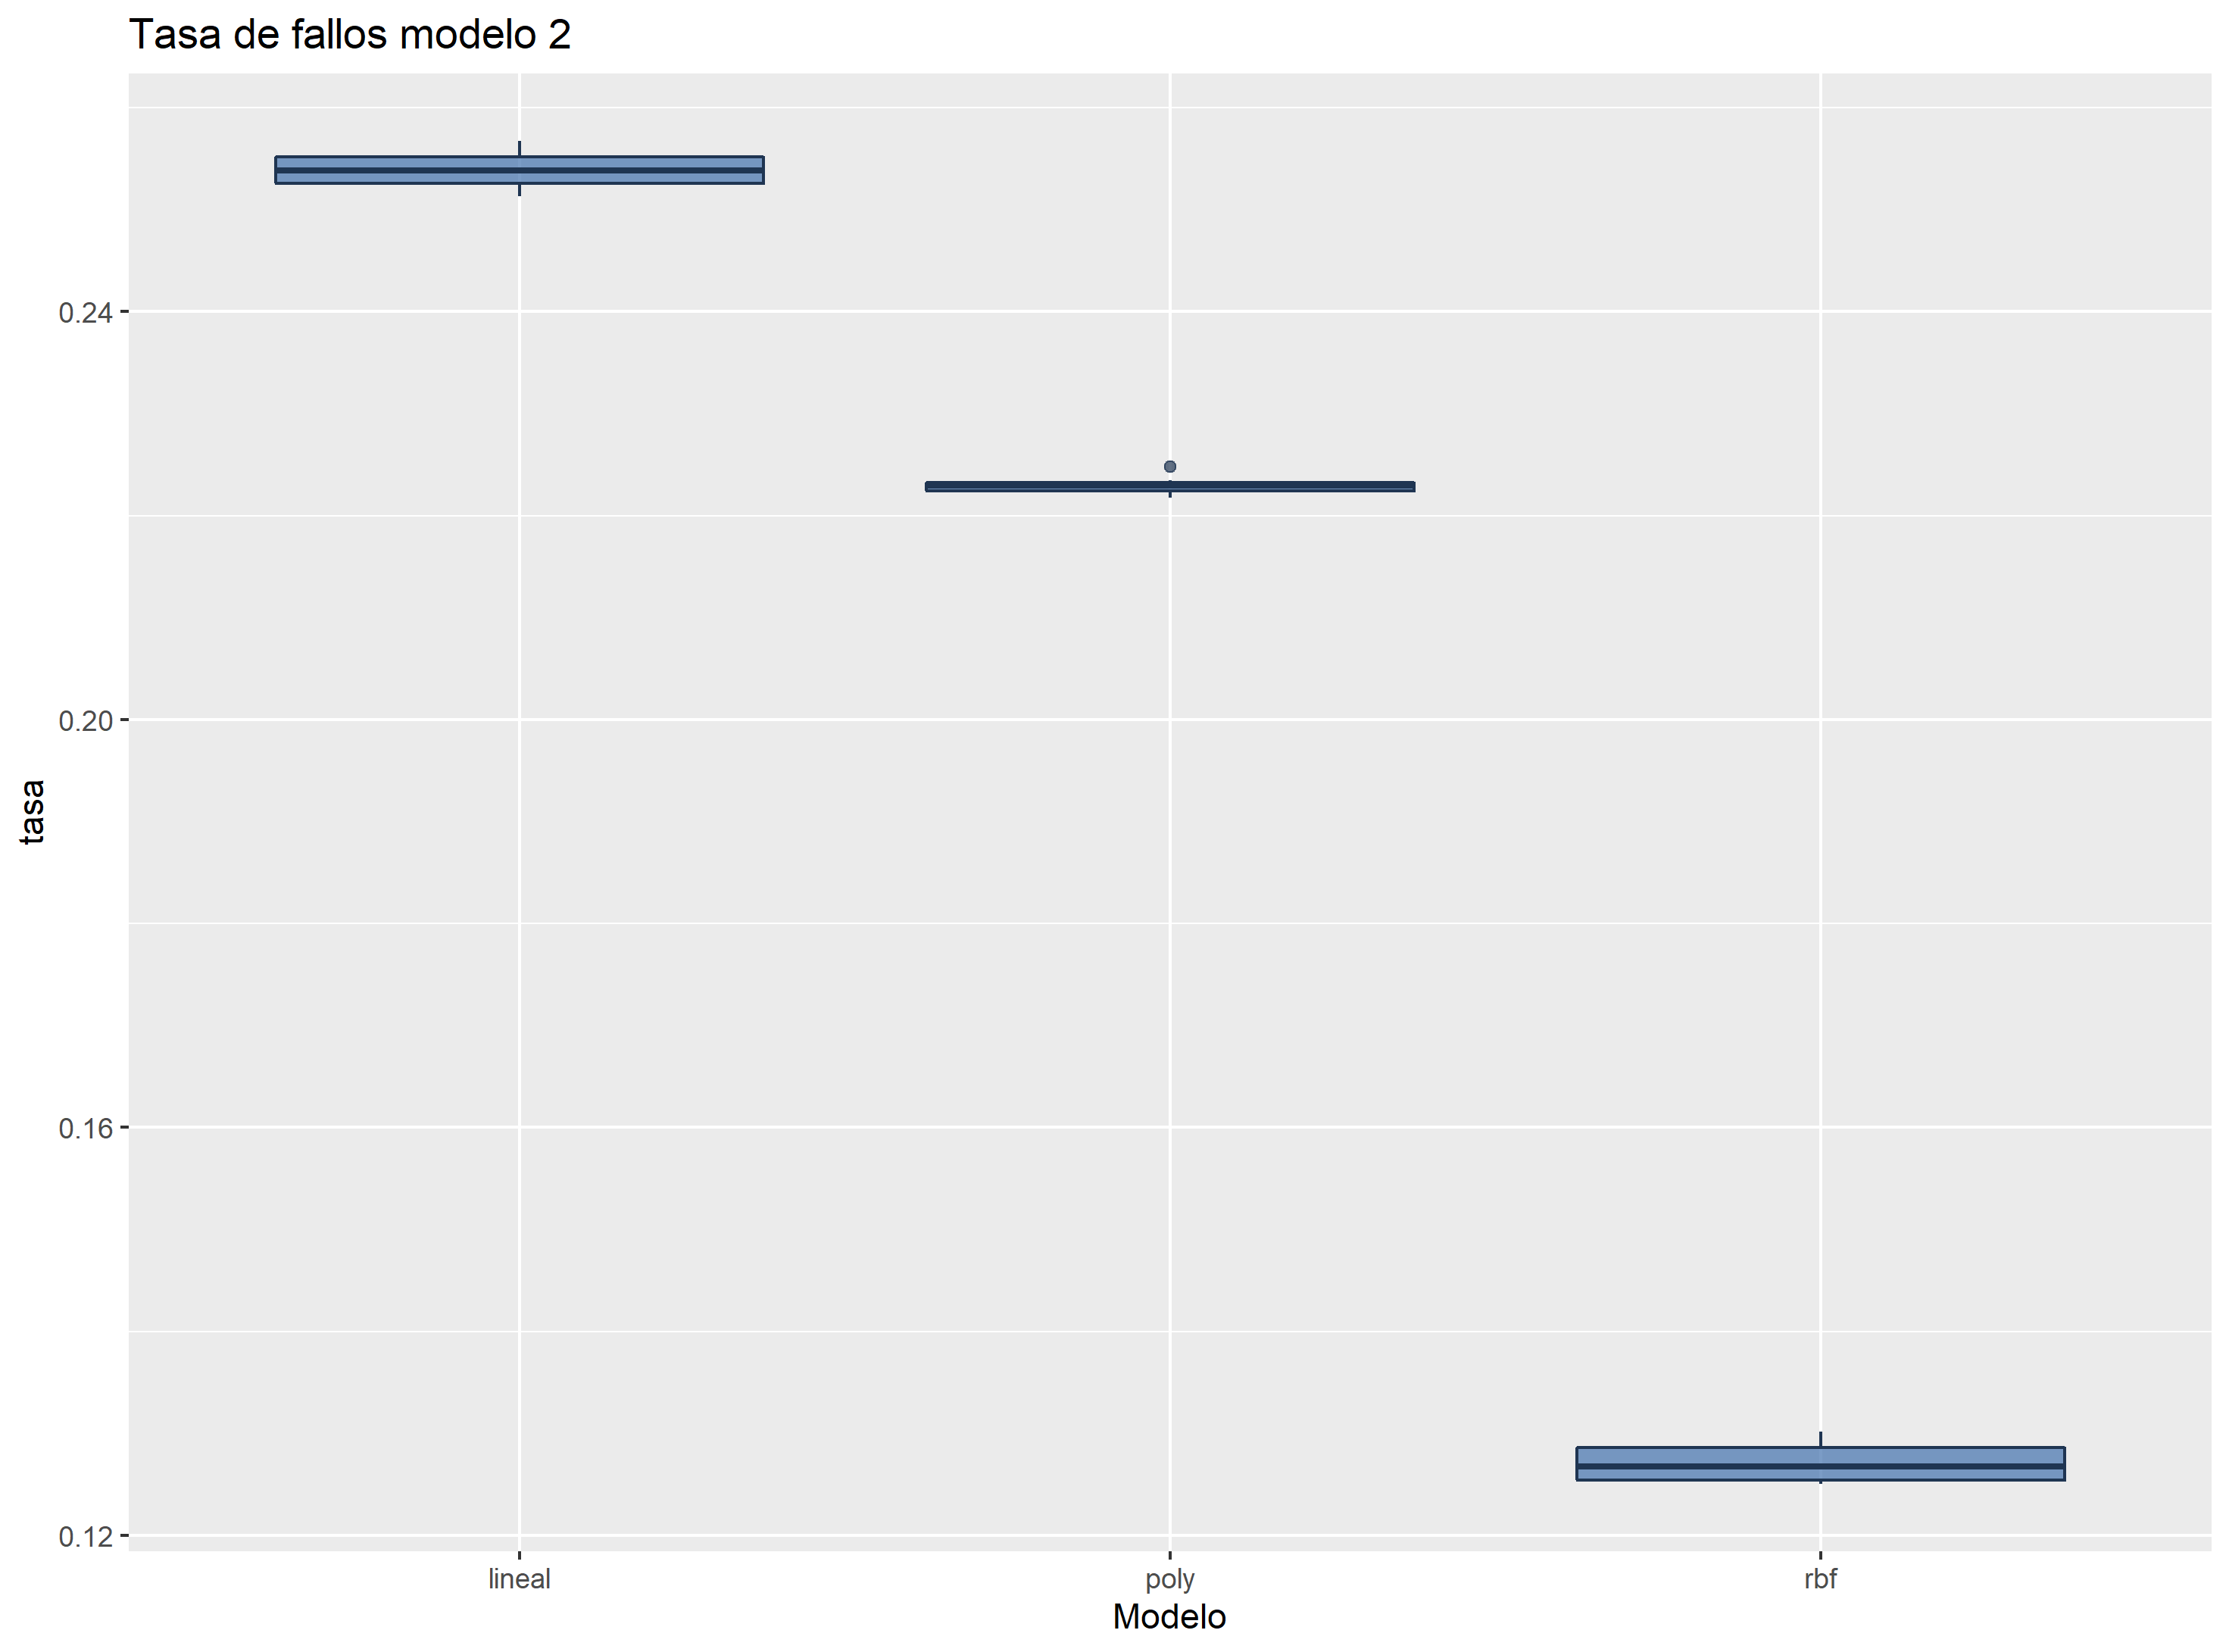 Tasa de fallos modelo 2
0.24
0.20
0.16
0.12
tasa
lineal
poly
rbf
Modelo